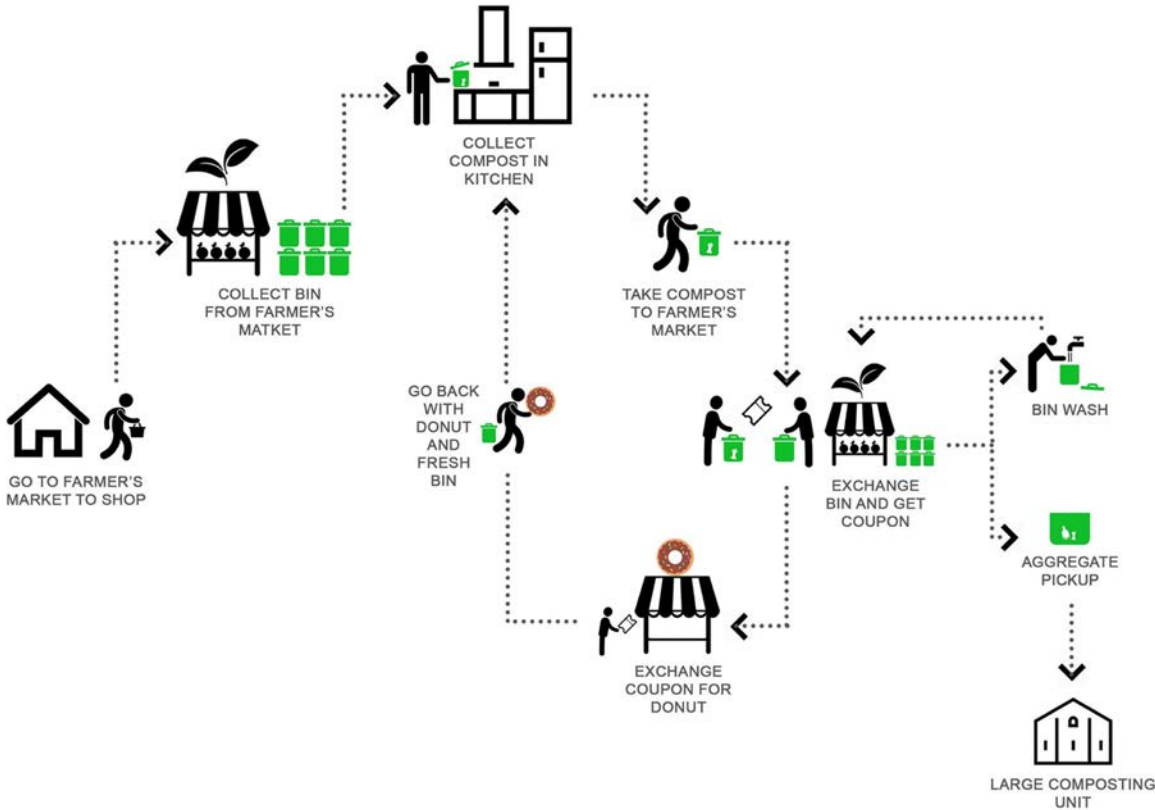 COLLECT
COMPOST IN
KITCHEN
COLLECT BIN
FROM FARMER'S
MATKET
TAKE COMPOST
TO FARMER'S
MARKET
GO TO FARMER'S
MARKET TO SHOP
GO BACK
WITH
DONUT
AND
FRESH
BIN
BIN WASH
EXCHANGE
BIN AND GET
COUPON
AGGREGATE
PICKUP
EXCHANGE
COUPON FOR
DONUT
LARGE COMPOSTING
UNIT